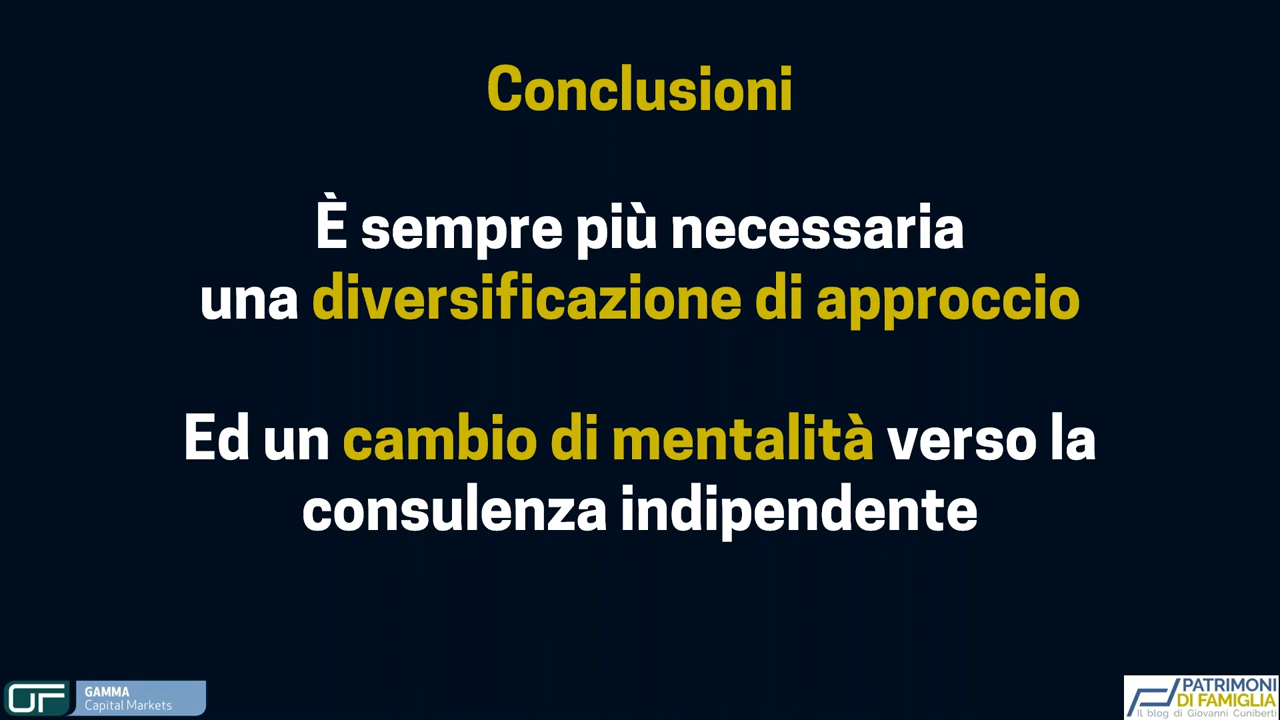 Conclusioni
È sempre più necessaria
una diversificazione di approccio
Ed un cambio di mentalità verso la
consulenza indipendente
OF
GAMMA
Capital Markets
PATRIMONI
DI FAMIGLIA
Il blog di Giovanni Cuniberti